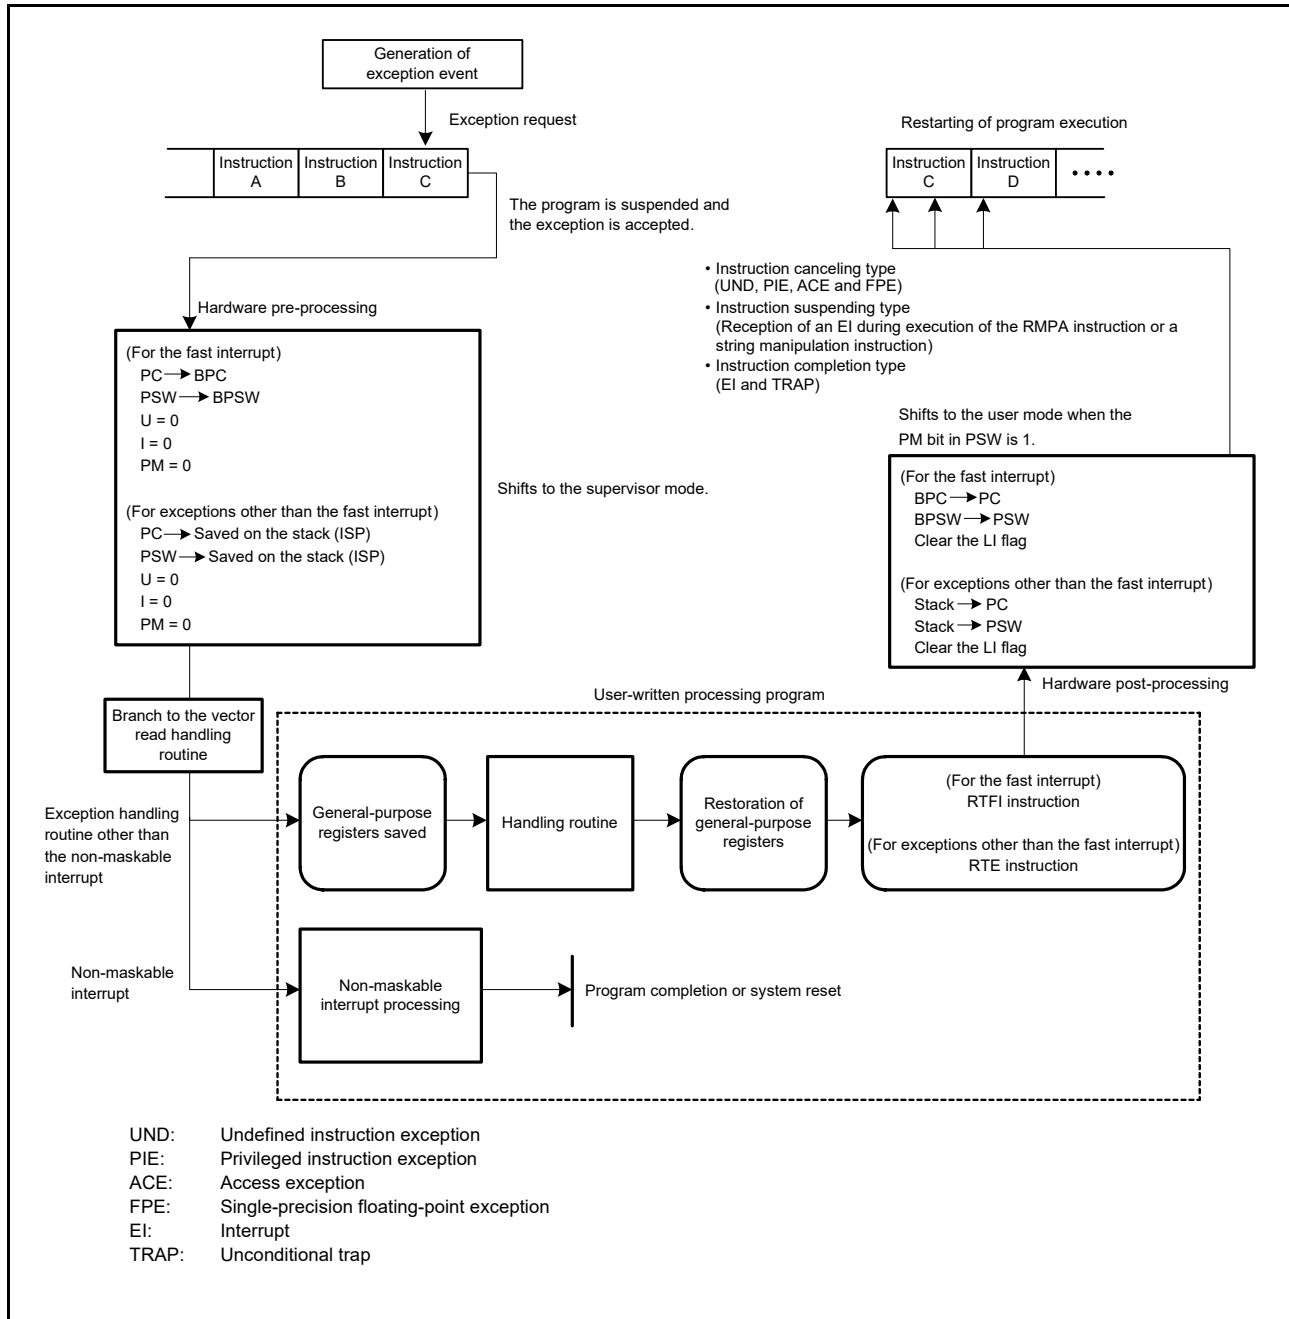 Generation of
exception event
Exception request
Instruction
A
Instruction
B
Instruction
C
The program is suspended and
the exception is accepted.
Restarting of program execution
Instruction
C
Instruction
D
• Instruction canceling type
(UND, PIE, ACE and FPE)
• Instruction suspending type
(Reception of an EI during execution of the RMPA instruction or a
string manipulation instruction)
• Instruction completion type
(EI and TRAP)
Hardware pre-processing
(For the fast interrupt)
PC → BPC
PSW → BPSW
U = 0
I = 0
PM = 0
(For exceptions other than the fast interrupt)
PC → Saved on the stack (ISP)
PSW → Saved on the stack (ISP)
U = 0
I = 0
PM = 0
Shifts to the supervisor mode.
Shifts to the user mode when the
PM bit in PSW is 1.
(For the fast interrupt)
BPC → PC
BPSW → PSW
Clear the LI flag
(For exceptions other than the fast interrupt)
Stack → PC
Stack → PSW
Clear the LI flag
Hardware post-processing
User-written processing program
Branch to the vector
read handling
routine
Exception handling
routine other than
the non-maskable
interrupt
General-purpose
registers saved
Handling routine
Restoration of
general-purpose
registers
(For the fast interrupt)
RTFI instruction
(For exceptions other than the fast interrupt)
RTE instruction
Non-maskable
interrupt
Non-maskable
interrupt processing
Program completion or system reset
UND: Undefined instruction exception
PIE: Privileged instruction exception
ACE: Access exception
FPE: Single-precision floating-point exception
EI: Interrupt
TRAP: Unconditional trap